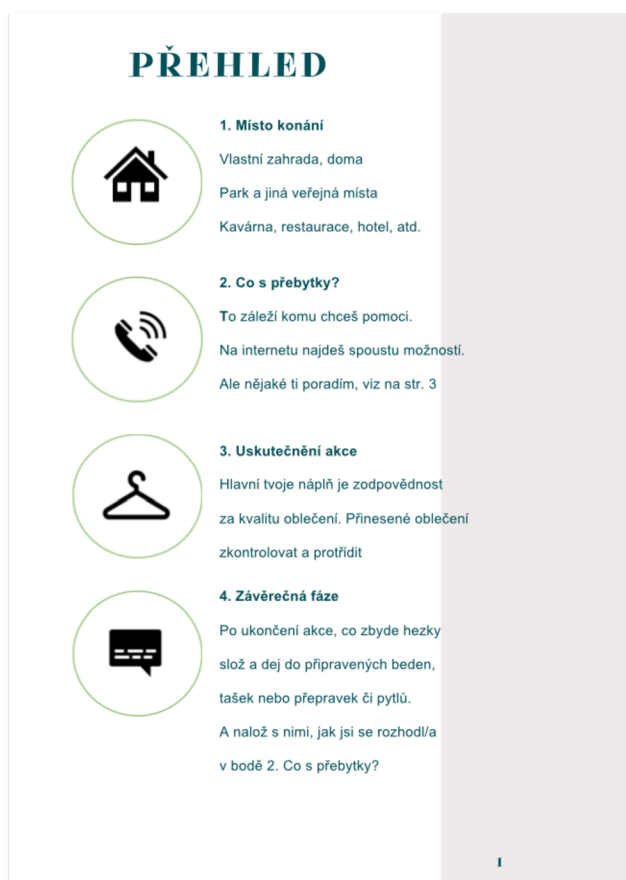 PŘEHLED
1. Místo konání
Vlastní zahrada, doma
Park a jiná veřejná místa
Kavárna, restaurace, hotel, atd.
2. Co s přebytky?
To záleží komu chceš pomoci.
Na internetu najdeš spoustu možností.
Ale nějaké ti poradím, viz na str. 3
3. Uskutečnění akce
Hlavní tvoje náplň je zodpovědnost
za kvalitu oblečení. Přinesené oblečení
zkontrolovat a protřídit
4. Závěrečná fáze
Po ukončení akce, co zbyde hezky
slož a dej do připravených beden,
tašek nebo přepravek či pytlů.
A nalož s nimi, jak jsi se rozhodl/a
v bodě 2. Co s přebytky?
1